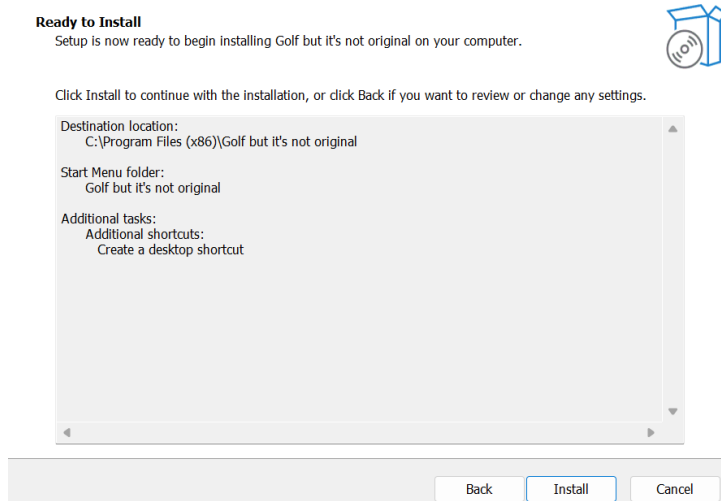 Ready to Install
Setup is now ready to begin installing Golf but it's not original on your computer.
Click Install to continue with the installation, or click Back if you want to review or change any settings.
Destination location:
C:\Program Files (x86)\Golf but it's not original
Start Menu folder:
Golf but it's not original
Additional tasks:
Additional shortcuts:
Create a desktop shortcut
Back
Install
Cancel